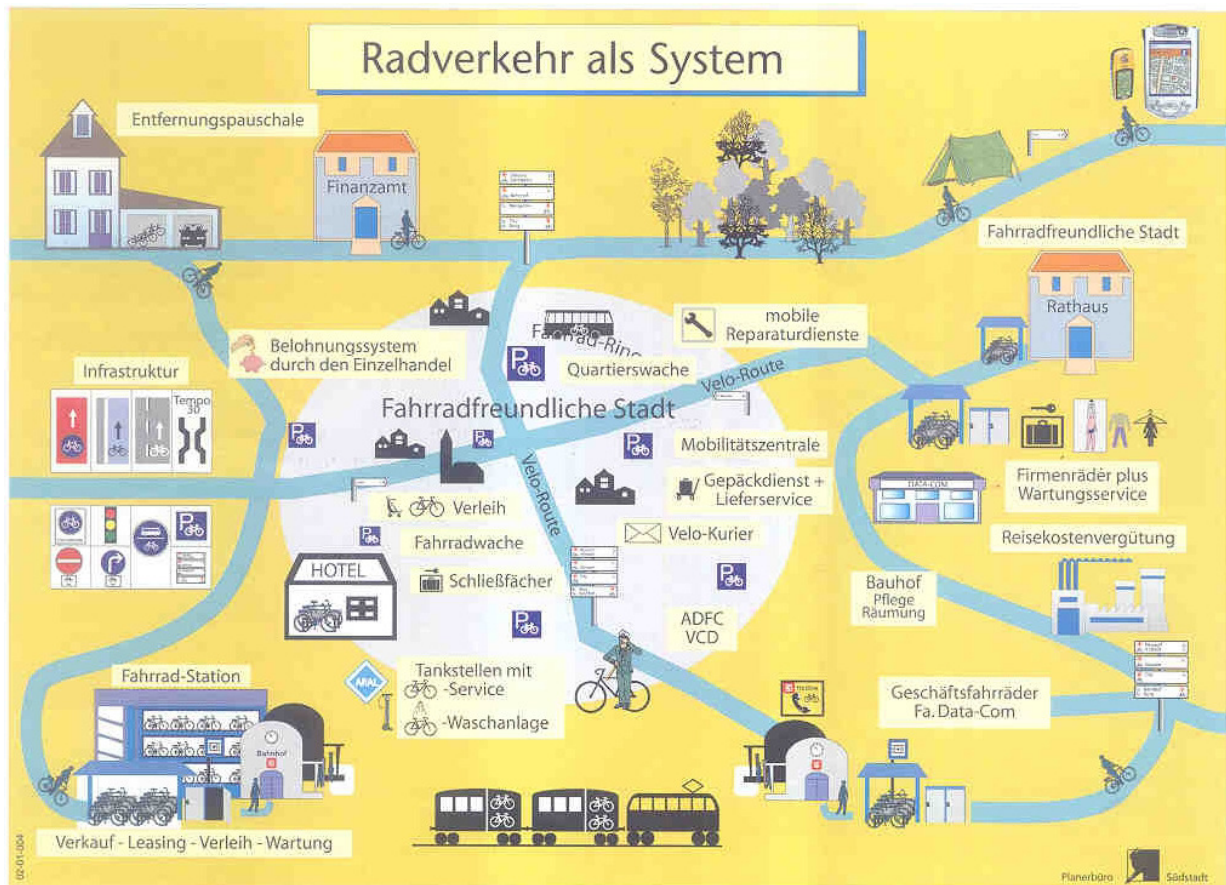 Radverkehr als System
Entfernungspauschale
Finanzamt
Fahrradfreundliche Stadt
Rathaus
Fahrrad-Ring
mobile
Reparaturdienste
Belohnungssystem
durch den Einzelhandel
Quartierswache
Velo-Route
Infrastruktur
Tempo
30
Fahrradfreundliche Stadt
Mobilitätszentrale
Velo-Route
Gepäckdienst +
Lieferservice
DATA-COM
Firmenräder plus
Wartungsservice
Verleih
Fahrradwache
Velo-Kurier
Reisekostenvergütung
HOTEL
Schließfächer
Bauhof
Pflege
Räumung
ADFC
VCD
Fahrrad-Station
ARAL
Tankstellen mit
-Service
-Waschanlage
Geschäftsfahrräder
Fa. Data-Com
Bahnhof
Verkauf - Leasing - Verleih - Wartung
02-01-004
Planerbüro Südstadt